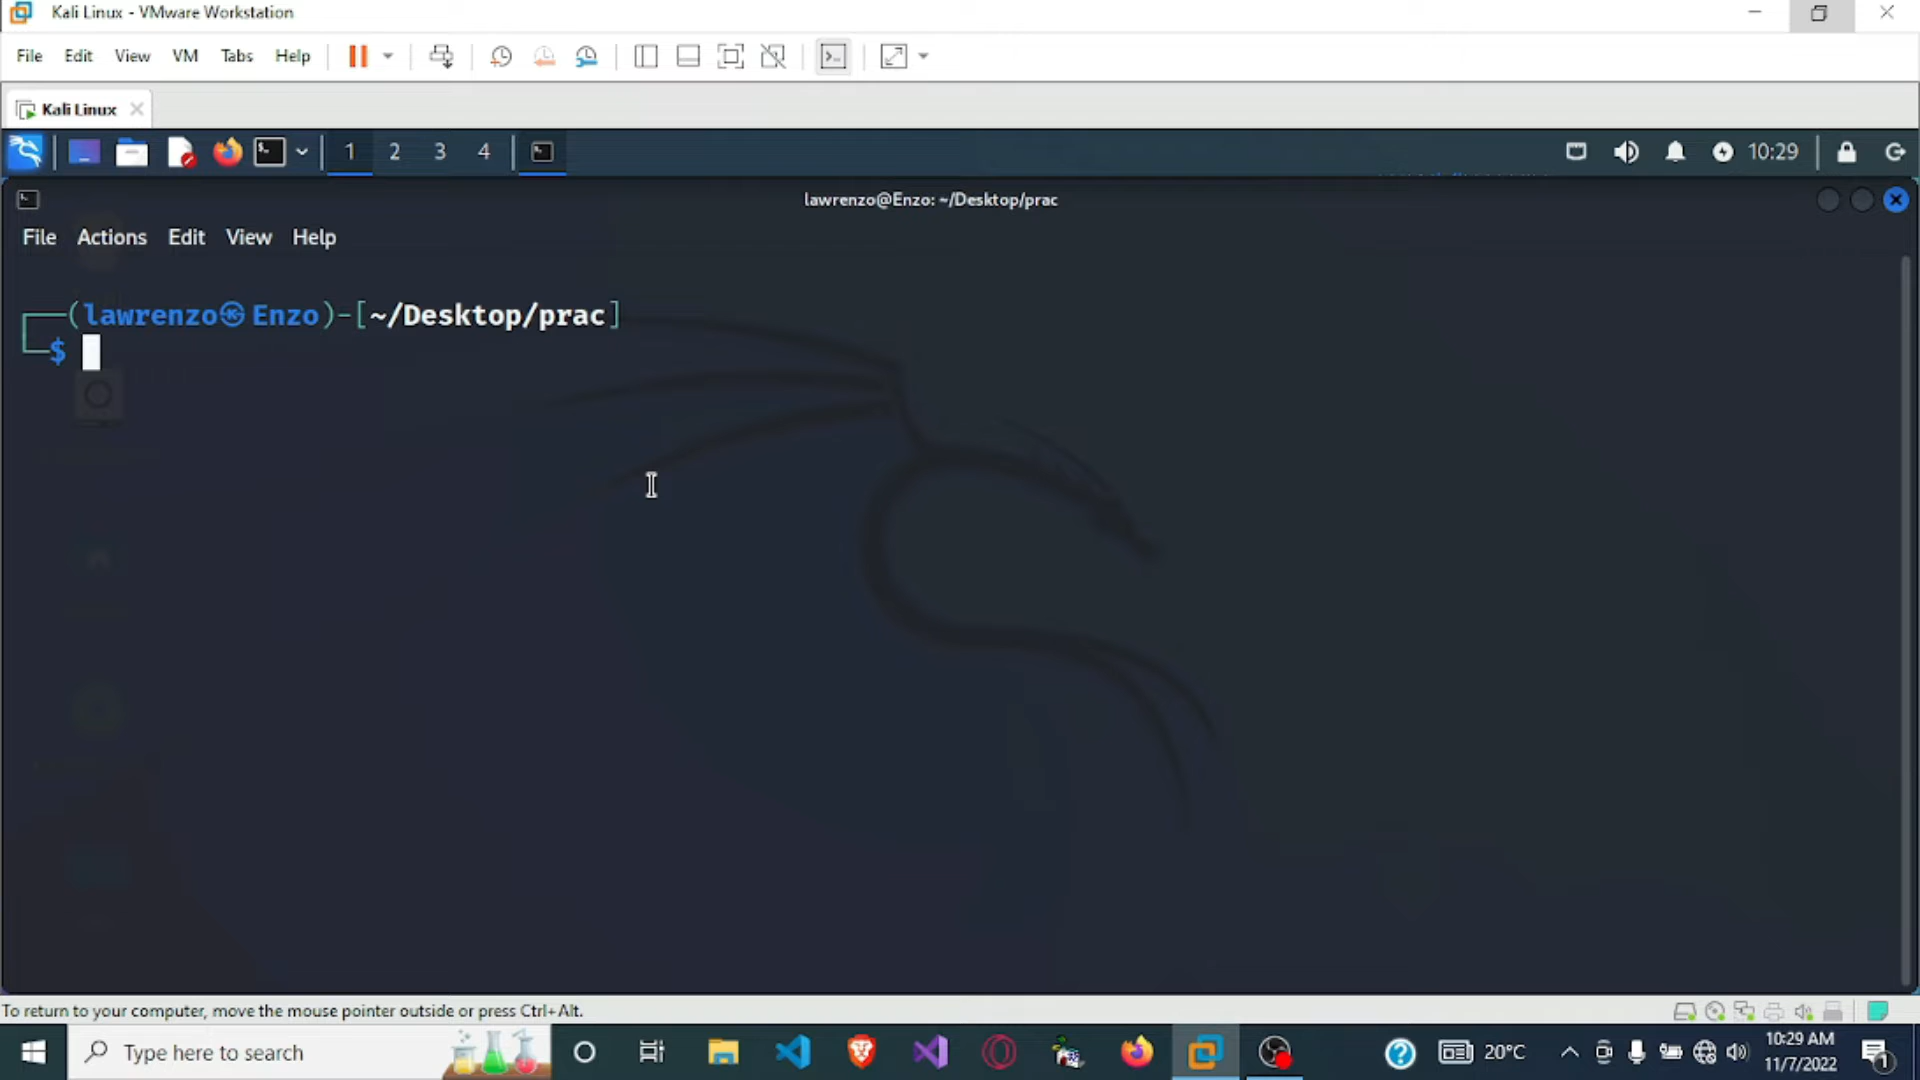 Kali Linux - VMware Workstation
File Edit View VM Tabs Help
Kali Linux
1 2 3 4 10:29
lawrenzo@Enzo: ~/Desktop/prac
File Actions Edit View Help
(lawrenzo㉿Enzo)-[~/Desktop/prac]
$
To return to your computer, move the mouse pointer outside or press Ctrl+Alt.
Type here to search
20°C
10:29 AM
11/7/2022
1